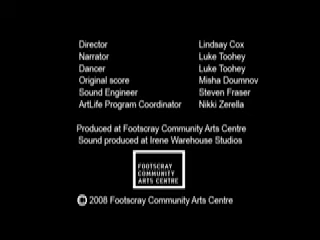 Director Lindsay Cox
Narrator Luke Toohey
Dancer Luke Toohey
Original score Misha Doumnov
Sound Engineer Steven Fraser
ArtLife Program Coordinator Nikki Zerella
Produced at Footscray Community Arts Centre
Sound produced at Irene Warehouse Studios
FOOTSCRAY
COMMUNITY
ARTS CENTRE
© 2008 Footscray Community Arts Centre